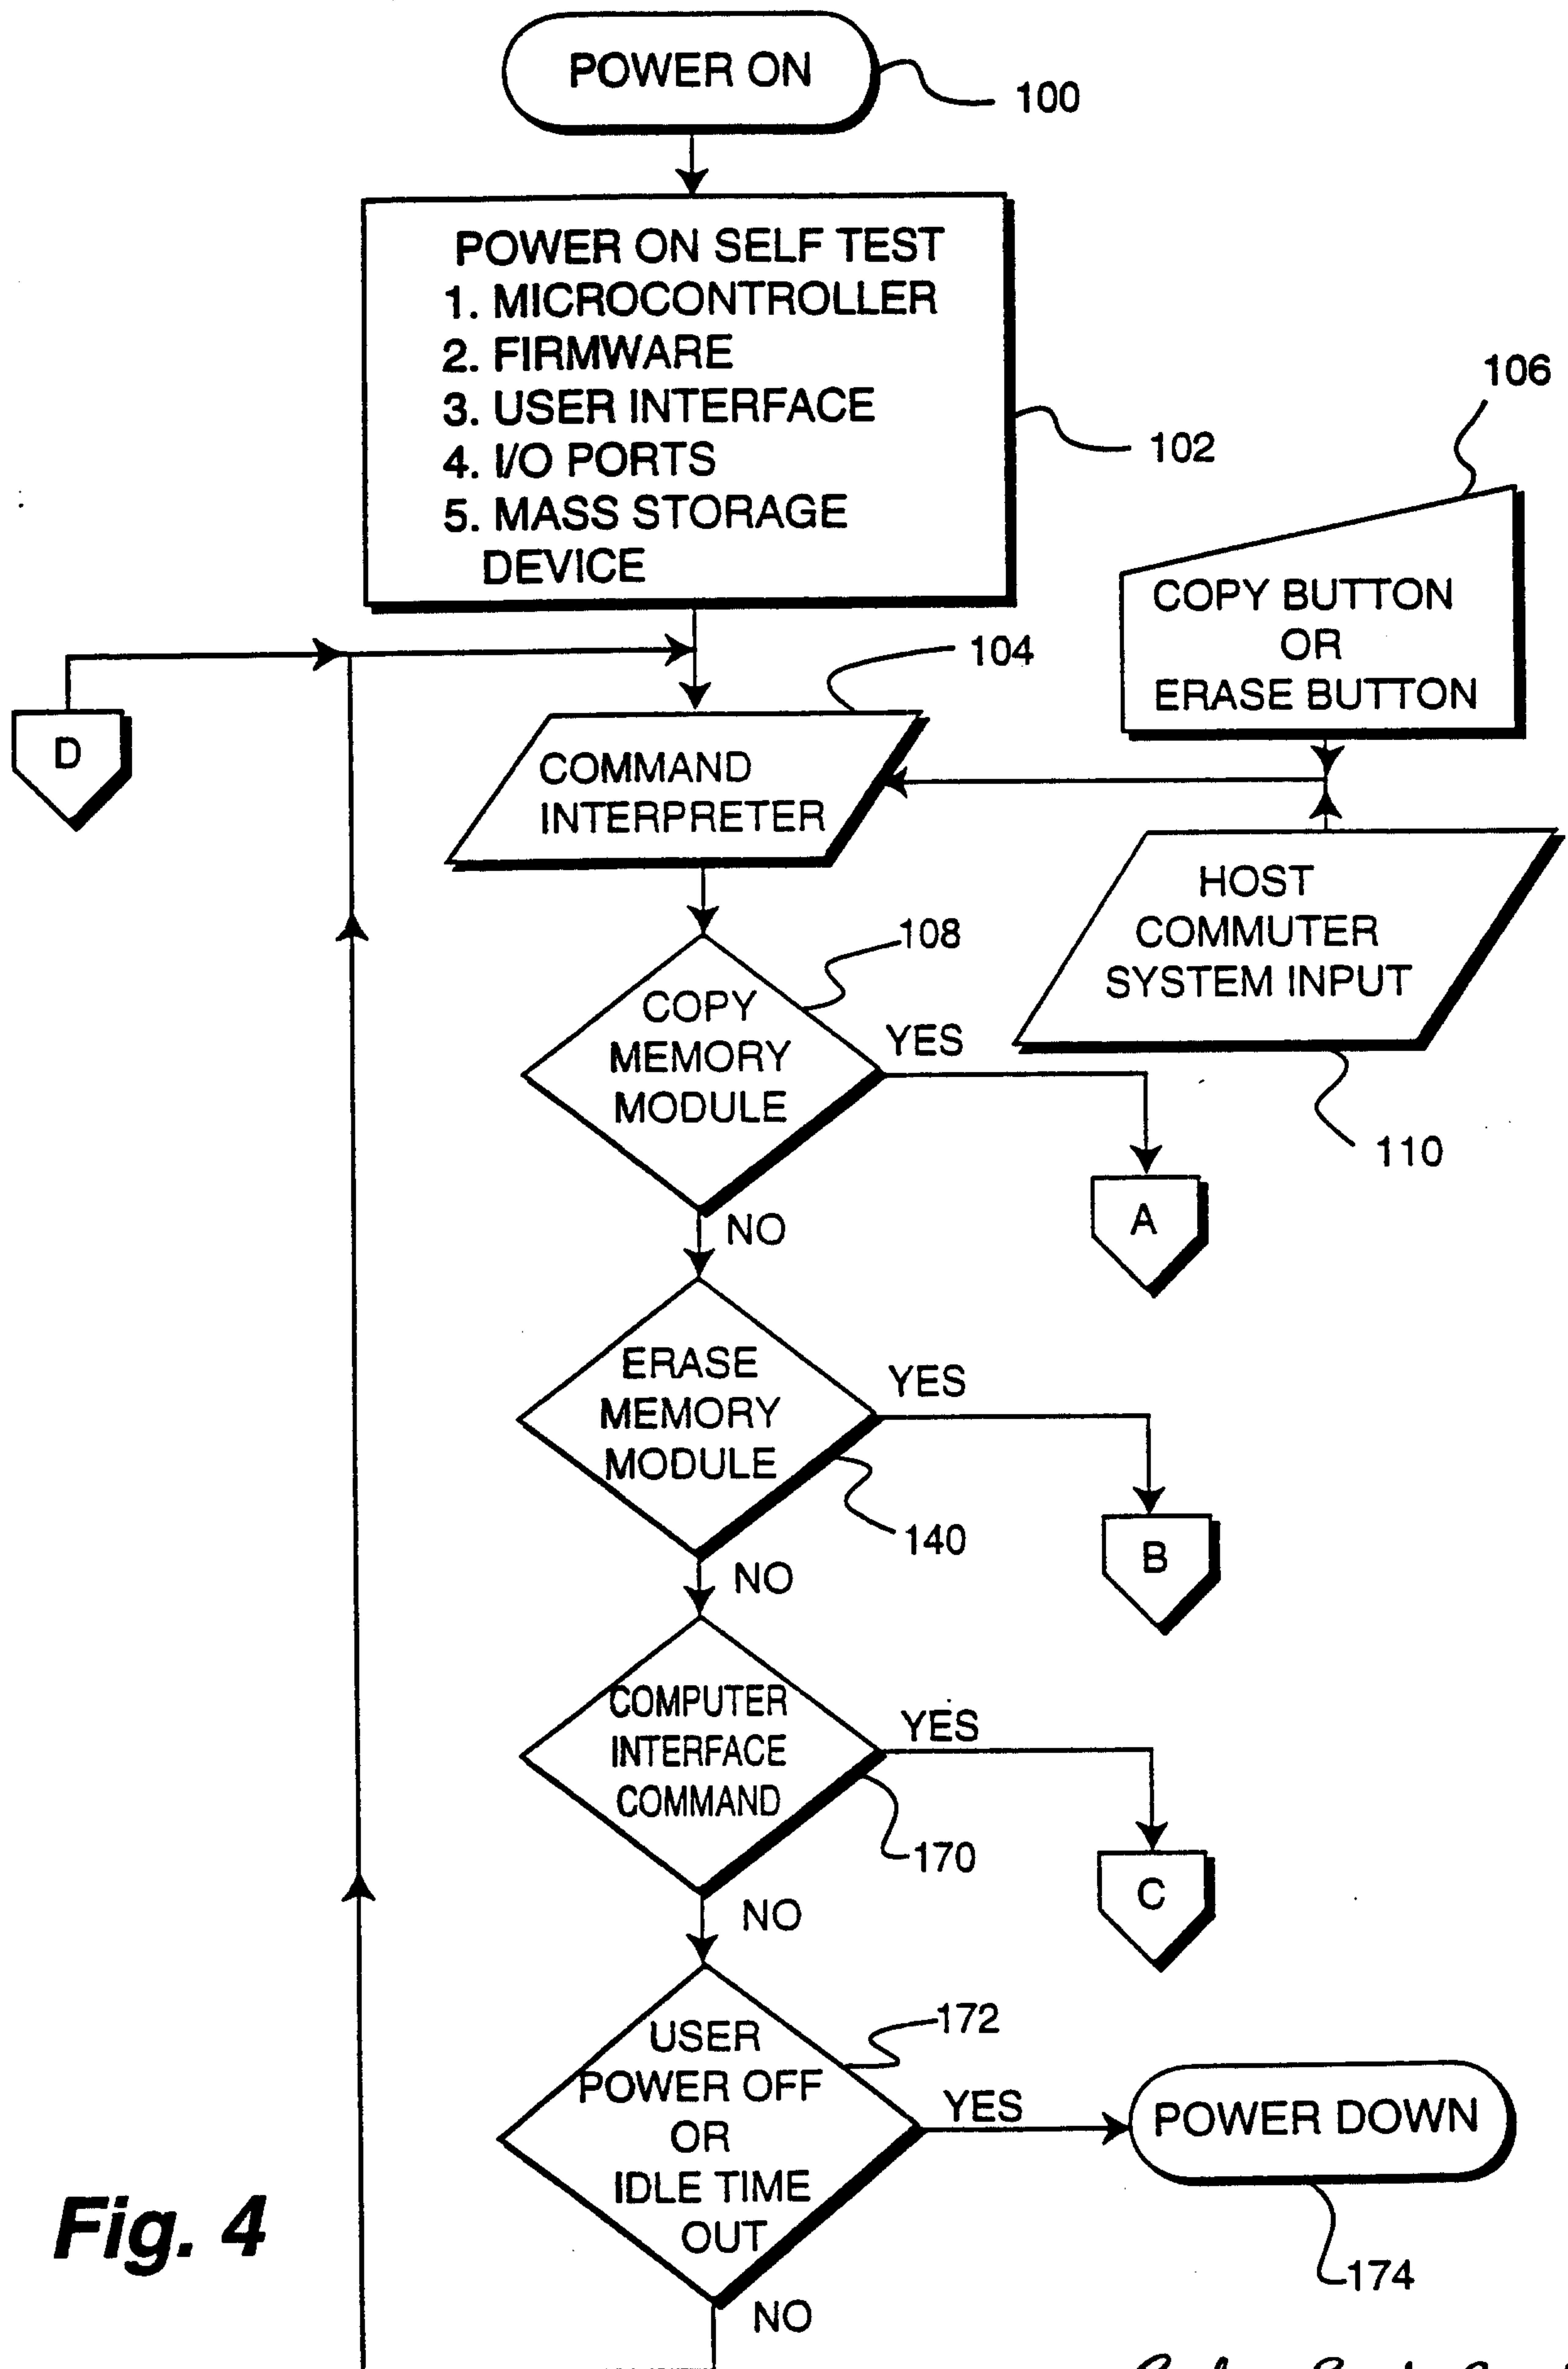 POWER ON
100
POWER ON SELF TEST
1. MICROCONTROLLER
2. FIRMWARE
3. USER INTERFACE
4. I/O PORTS
5. MASS STORAGE
DEVICE
102
106
COPY BUTTON
OR
ERASE BUTTON
104
D
COMMAND
INTERPRETER
HOST
COMMUTER
SYSTEM INPUT
110
108
COPY
MEMORY
MODULE
YES
A
NO
ERASE
MEMORY
MODULE
YES
140
B
NO
COMPUTER
INTERFACE
COMMAND
YES
170
C
NO
172
USER
POWER OFF
OR
IDLE TIME
OUT
YES
POWER DOWN
174
NO
Fig. 4